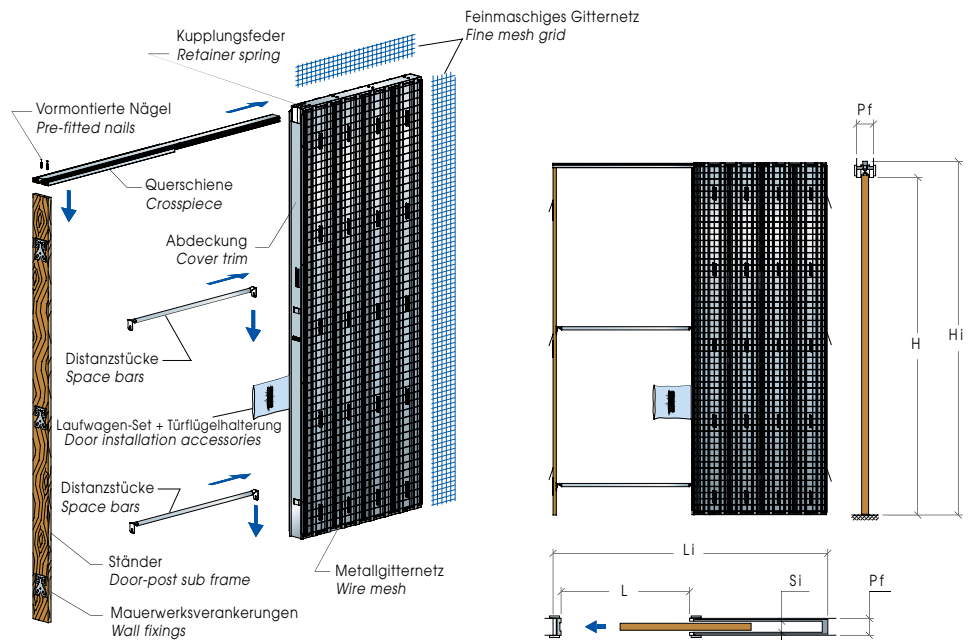 Feinmaschiges Gitternetz
Fine mesh grid
Kupplungsfeder
Retainer spring
Vormontierte Nägel
Pre-fitted nails
Querschiene
Crosspiece
Abdeckung
Cover trim
Distanzstücke
Space bars
Laufwagen-Set + Türflügelhalterung
Door installation accessories
Distanzstücke
Space bars
Ständer
Door-post sub frame
Mauerwerksverankerungen
Wall fixings
Metallgitternetz
Wire mesh
Pf
H
Hi
Li
L
Si
Pf